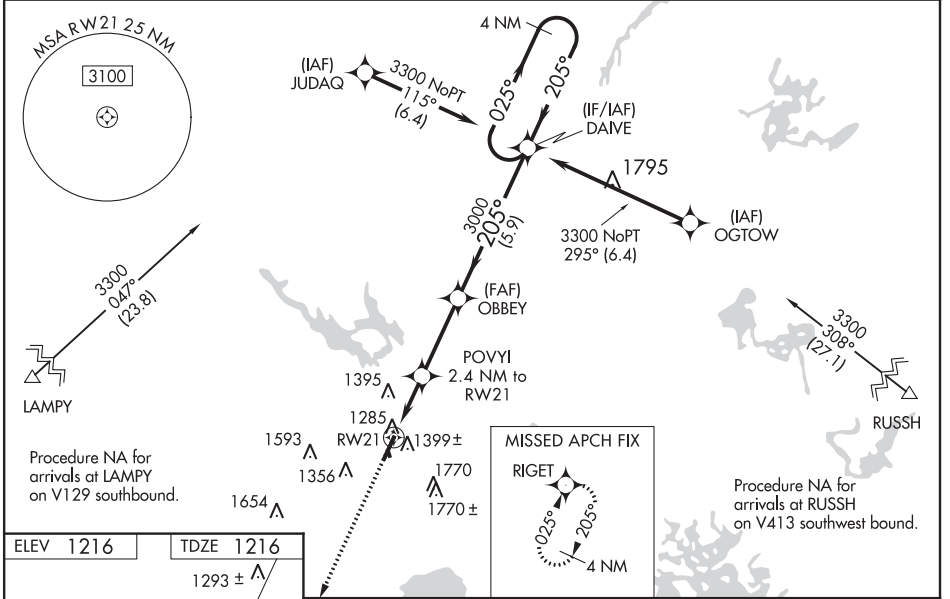 MSA RW21 25 NM
3100
(IAF)
JUDAQ
3300 NoPT
115°
(6.4)
4 NM
025°
205°
(IF/IAF)
DAIVE
1795
(IAF)
OGTOW
3300 NoPT
295° (6.4)
3000
205°
(5.9)
3300
047°
(23.8)
LAMPY
(FAF)
OBBEY
POVYI
2.4 NM to
RW21
3300
308°
(27.1)
RUSSH
1395
1285
RW21
1399 ±
1593
1356
1770
1770 ±
1654
Procedure NA for
arrivals at LAMPY
on V129 southbound.
MISSED APCH FIX
RIGET
025°
205°
4 NM
Procedure NA for
arrivals at RUSSH
on V413 southwest bound.
ELEV 1216
TDZE 1216
1293 ±